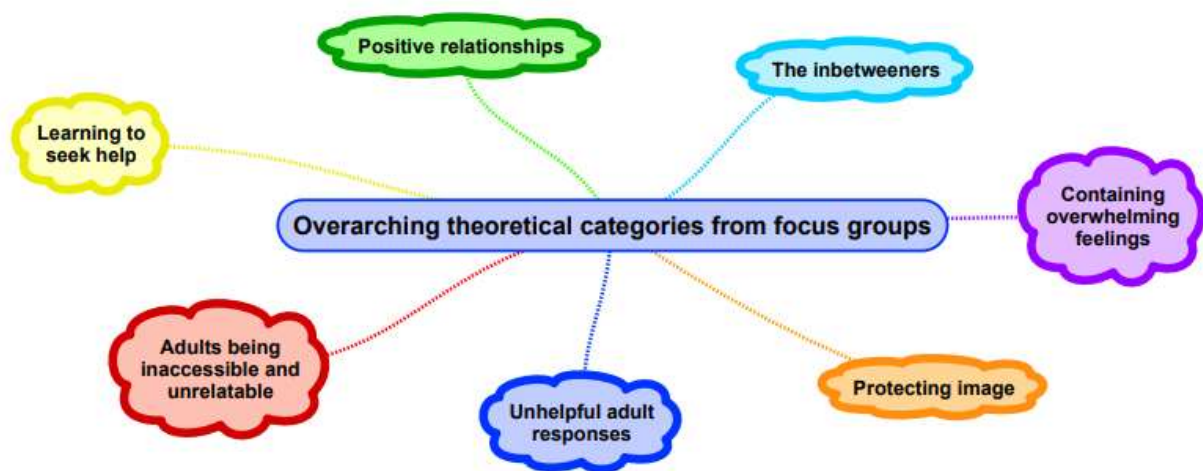 Positive relationships
The inbetweeners
Learning to
seek help
Containing
overwhelming
feelings
Overarching theoretical categories from focus groups
Adults being
inaccessible and
unrelatable
Unhelpful adult
responses
Protecting image